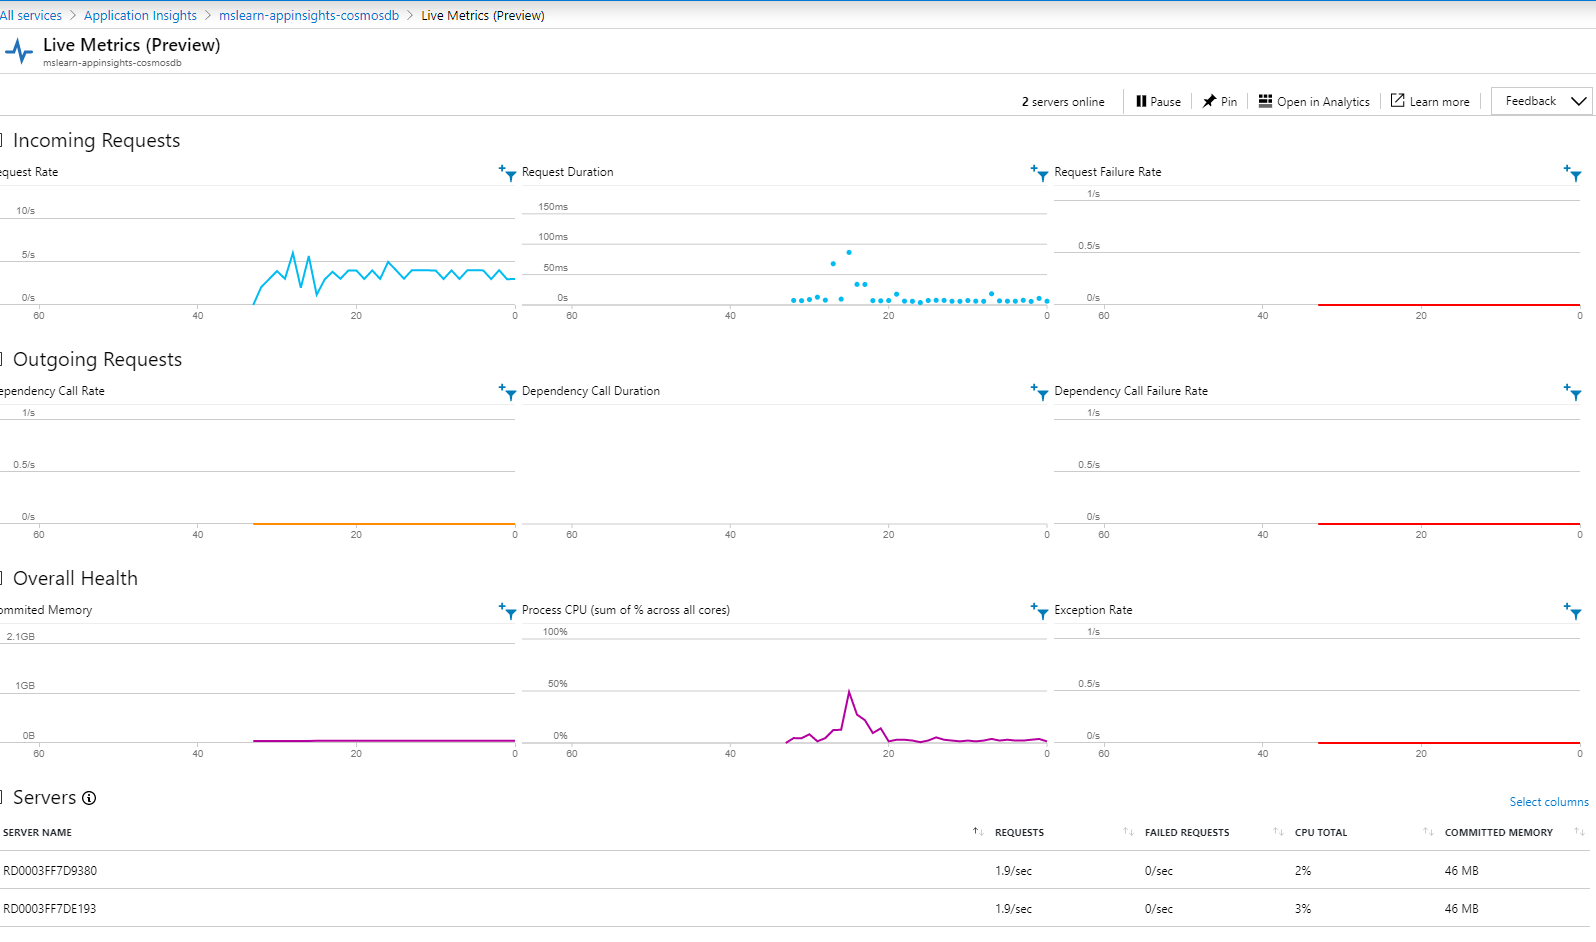 All services > Application Insights > mslearn-appinsights-cosmosdb > Live Metrics (Preview)
Live Metrics (Preview)
mslearn-appinsights-cosmosdb
2 servers online Pause Pin Open in Analytics Learn more Feedback
Incoming Requests
equest Rate Request Duration Request Failure Rate
10/s
5/s
0/s
60 40 20 0
150ms
100ms
50ms
0s
60 40 20 0
1/s
0.5/s
0/s
60 40 20 0
Outgoing Requests
ependency Call Rate Dependency Call Duration Dependency Call Failure Rate
1/s
0.5/s
0/s
60 40 20 0
60 40 20 0
1/s
0.5/s
0/s
60 40 20 0
Overall Health
ommited Memory Process CPU (sum of % across all cores) Exception Rate
2.1GB
1GB
0B
60 40 20 0
100%
50%
0%
60 40 20 0
1/s
0.5/s
0/s
60 40 20 0
Servers
Select columns
SERVER NAME REQUESTS FAILED REQUESTS CPU TOTAL COMMITTED MEMORY
RD0003FF7D9380 1.9/sec 0/sec 2% 46 MB
RD0003FF7DE193 1.9/sec 0/sec 3% 46 MB